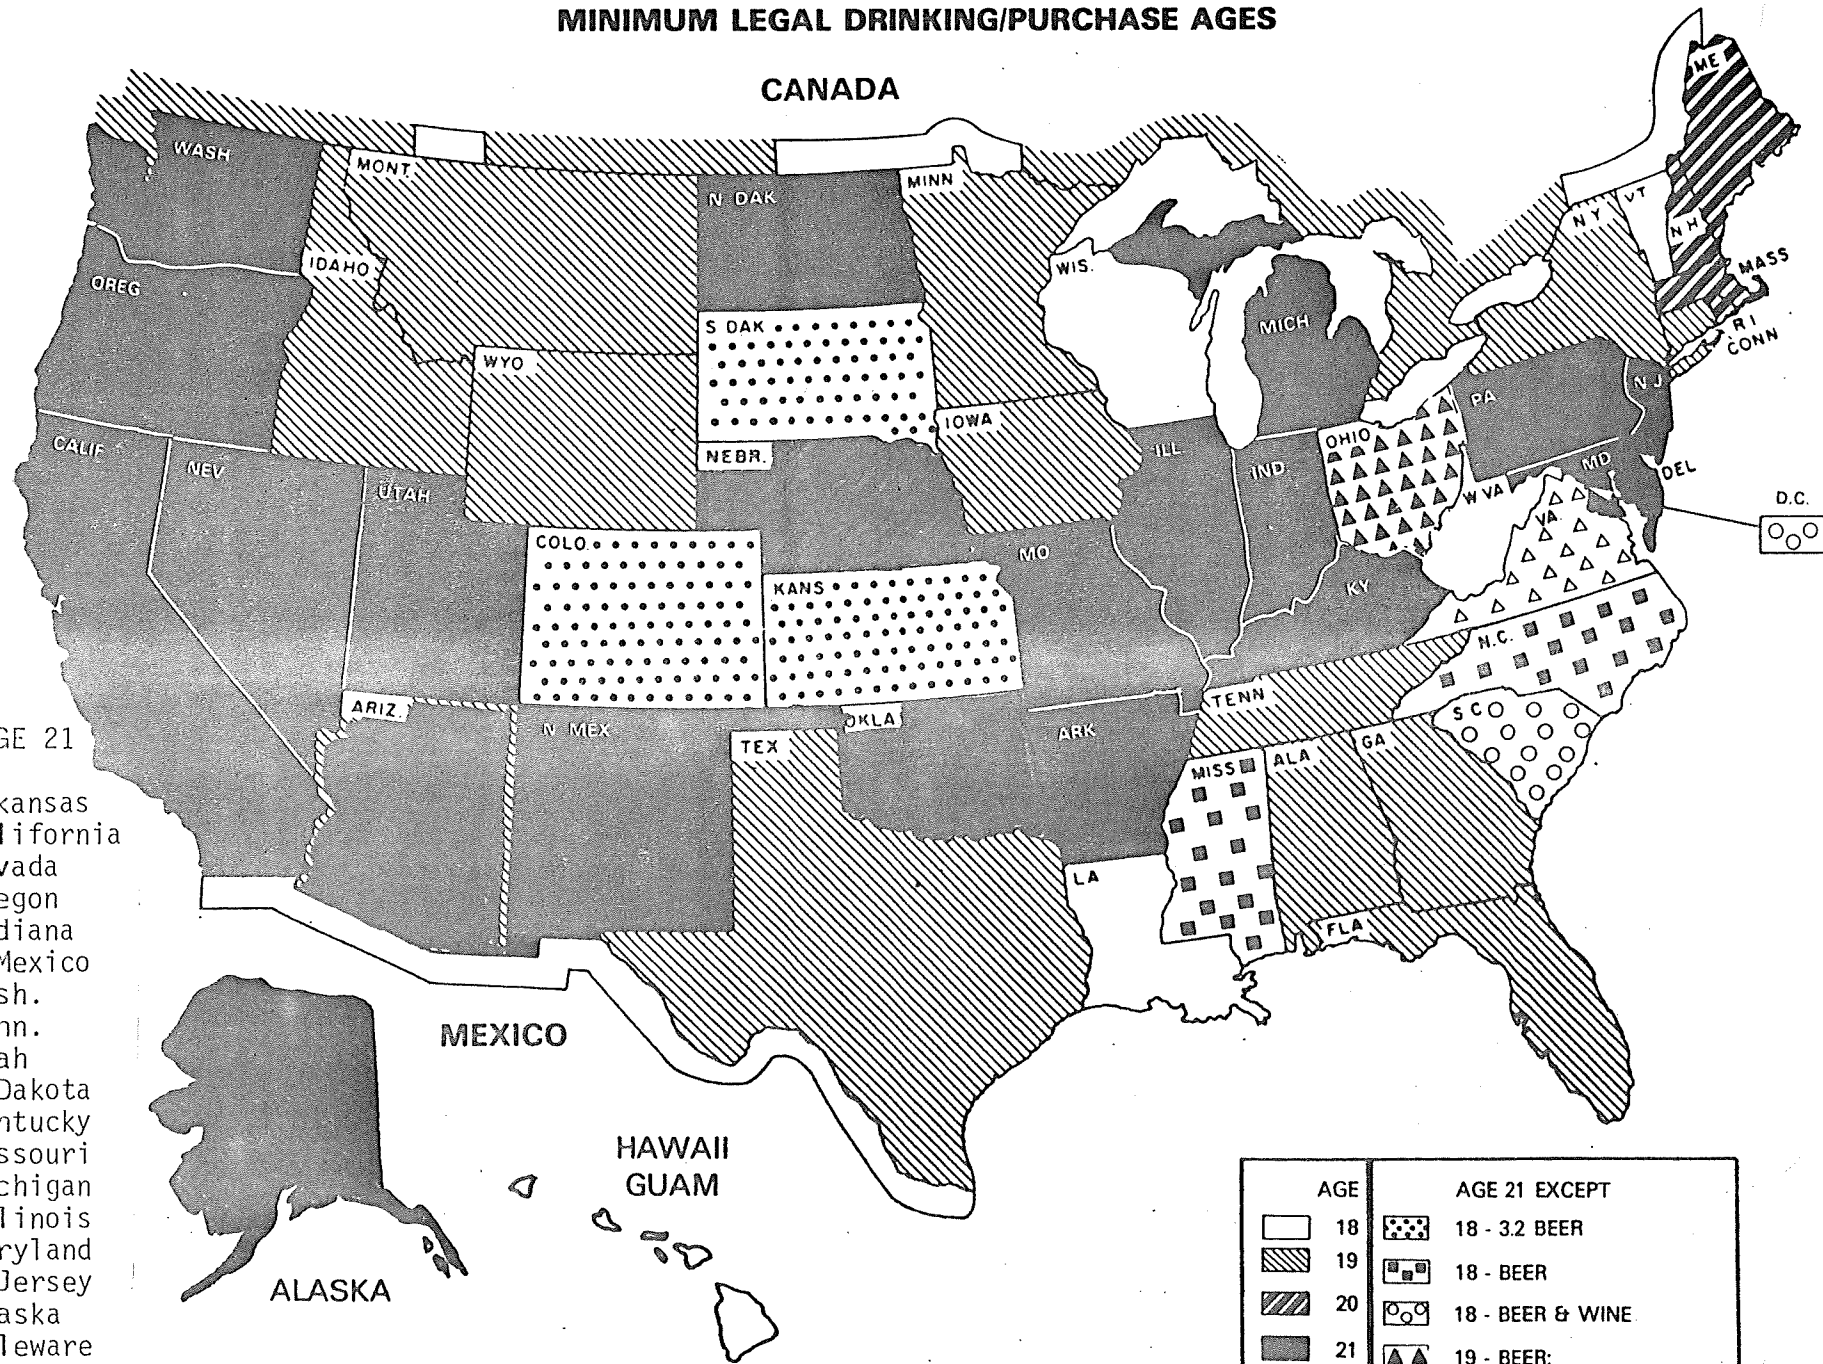 MINIMUM LEGAL DRINKING/PURCHASE AGES
CANADA
WASH
MONT.
N DAK
MINN
ME
N Y
VT
N H
IDAHO
WIS.
MASS
OREG
S DAK
MICH
R I
CONN
WYO
N J
PA
IOWA
OHIO
CALIF
NEV
NEBR.
ILL
IND
MD
DEL
UTAH
W VA
D.C.
COLO.
MO
VA.
KANS
KY
N.C.
TENN
ARIZ.
S C
OKLA
N MEX
ARK
TEX
GA
MISS
ALA
LA
FLA
GE 21
kansas
lifornia
vada
egon
diana
Mexico
sh.
nn.
ah
Dakota
ntucky
ssouri
chigan
linois
ryland
Jersey
aska
leware
MEXICO
HAWAII
GUAM
ALASKA
AGE
18
19
20
21
AGE 21 EXCEPT
18 - 3.2 BEER
18 - BEER
18 - BEER & WINE
19 - BEER: